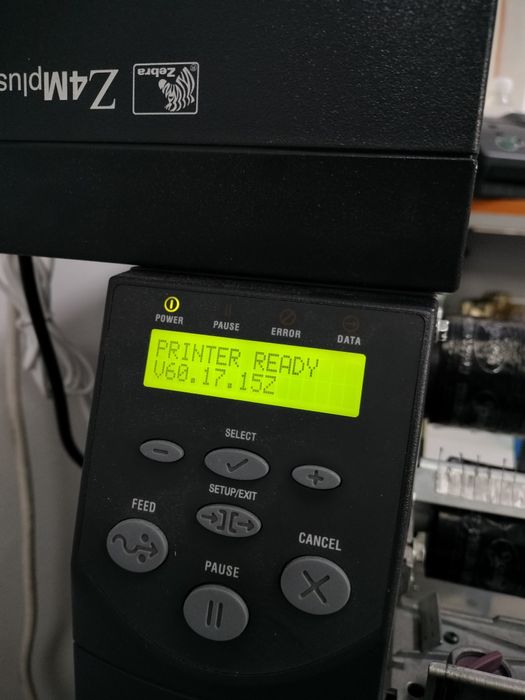 Z4Mplus
Zebra®
POWER
PAUSE
ERROR
DATA
PRINTER READY
V60.17.15Z
SELECT
SETUP/EXIT
FEED
PAUSE
CANCEL